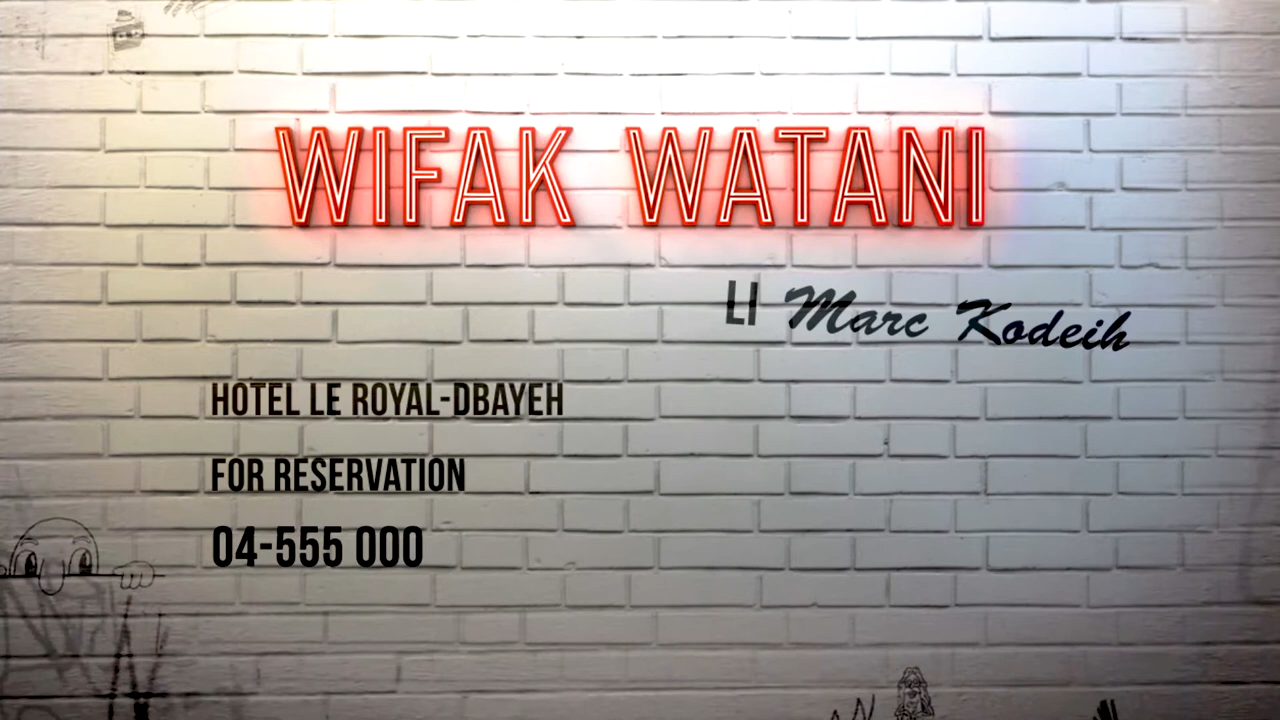 WIFAK WATANI
LI Marc Kodeih
HOTEL LE ROYAL-DBAYEH
FOR RESERVATION
04-555 000